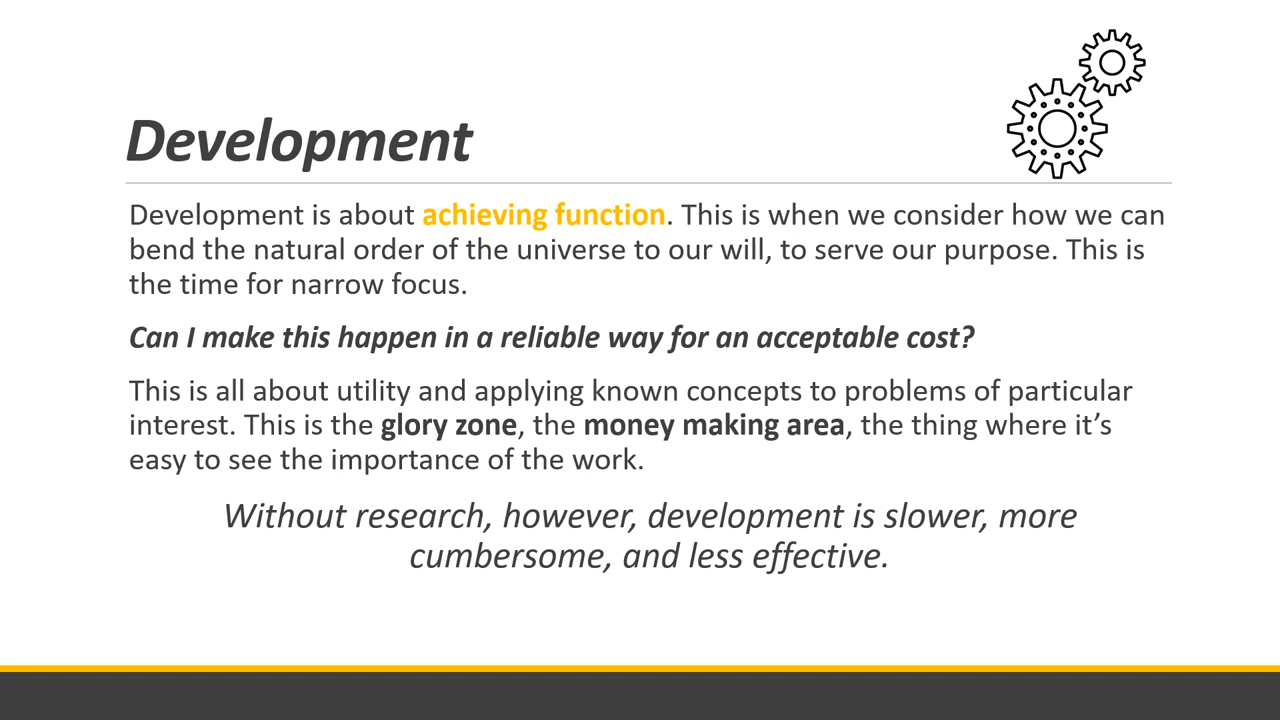 Development
Development is about achieving function. This is when we consider how we can
bend the natural order of the universe to our will, to serve our purpose. This is
the time for narrow focus.
Can I make this happen in a reliable way for an acceptable cost?
This is all about utility and applying known concepts to problems of particular
interest. This is the glory zone, the money making area, the thing where it’s
easy to see the importance of the work.
Without research, however, development is slower, more
cumbersome, and less effective.